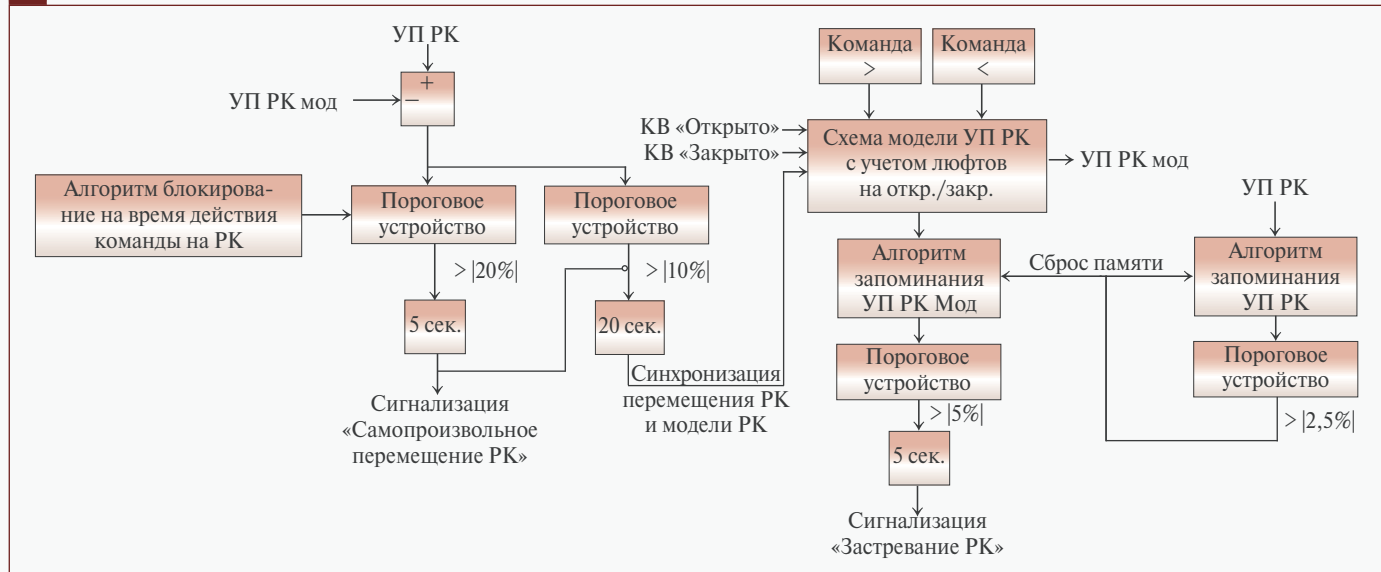 УП РК
+
−
УП РК мод
Алгоритм блокирова-
ние на время действия
команды на РК
Пороговое
устройство
Пороговое
устройство
> |20%|
> |10%|
5 сек.
20 сек.
Сигнализация
«Самопроизвольное
перемещение РК»
Синхронизация
перемещения РК
и модели РК
Команда
>
Команда
<
КВ «Открыто»
КВ «Закрыто»
Схема модели УП РК
с учетом люфтов
на откр./закр.
УП РК мод
Алгоритм
запоминания
УП РК Мод
Сброс памяти
УП РК
Алгоритм
запоминания
УП РК
Пороговое
устройство
> |5%|
5 сек.
Сигнализация
«Застревание РК»
Пороговое
устройство
> |2,5%|